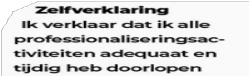 Zelfverklaring
Ik verklaar dat ik alle
professionaliseringsac-
tiviteiten adequaat en
tijdig heb doorlopen